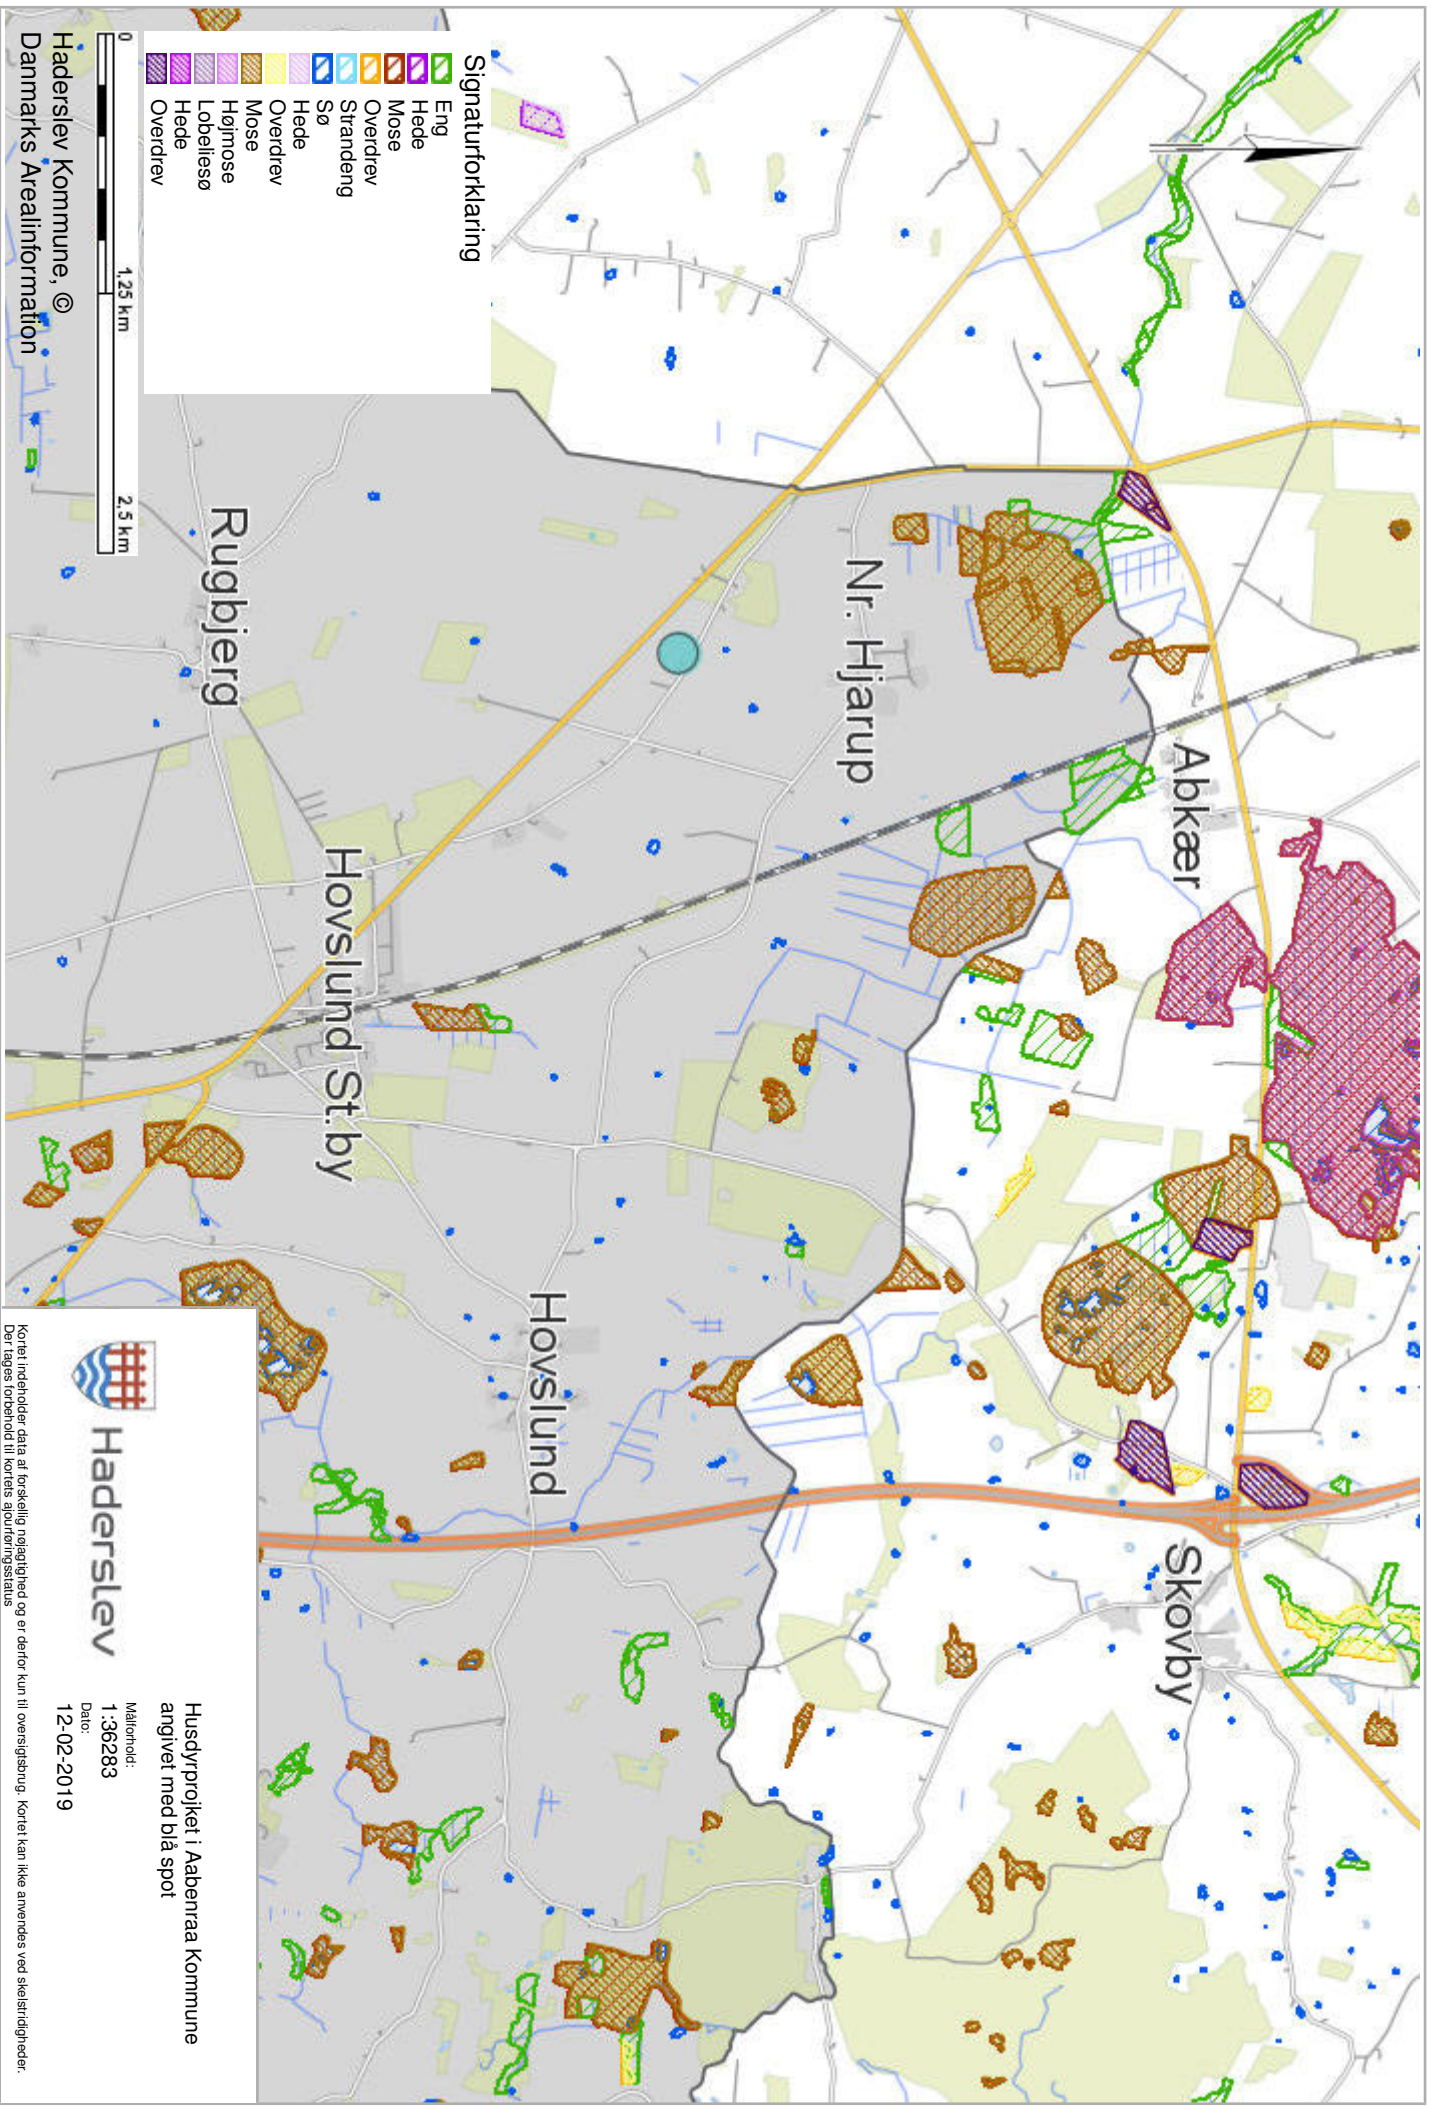 Signaturforklaring
Eng
Hede
Mose
Overdrev
Strandeng
Sø
Hede
Overdrev
Mose
Højmose
Lobeliesø
Hede
Overdrev
0
1,25 km
2,5 km
Haderslev Kommune, ©
Danmarks Arealinformation
Abkær
Skovby
Nr. Hjarup
Hovslund
Hovslund St.by
Rugbjerg
Haderslev
Husdyrprojket i Aabenraa Kommune
angivet med blå spot
Målforhold:
1:36283
Dato:
12-02-2019
Kortet indeholder data af forskellig nøjagtighed og er derfor kun til oversigtsbrug. Kortet kan ikke anvendes ved skelstridigheder.
Der tages forbehold til kortets ajourføringsstatus